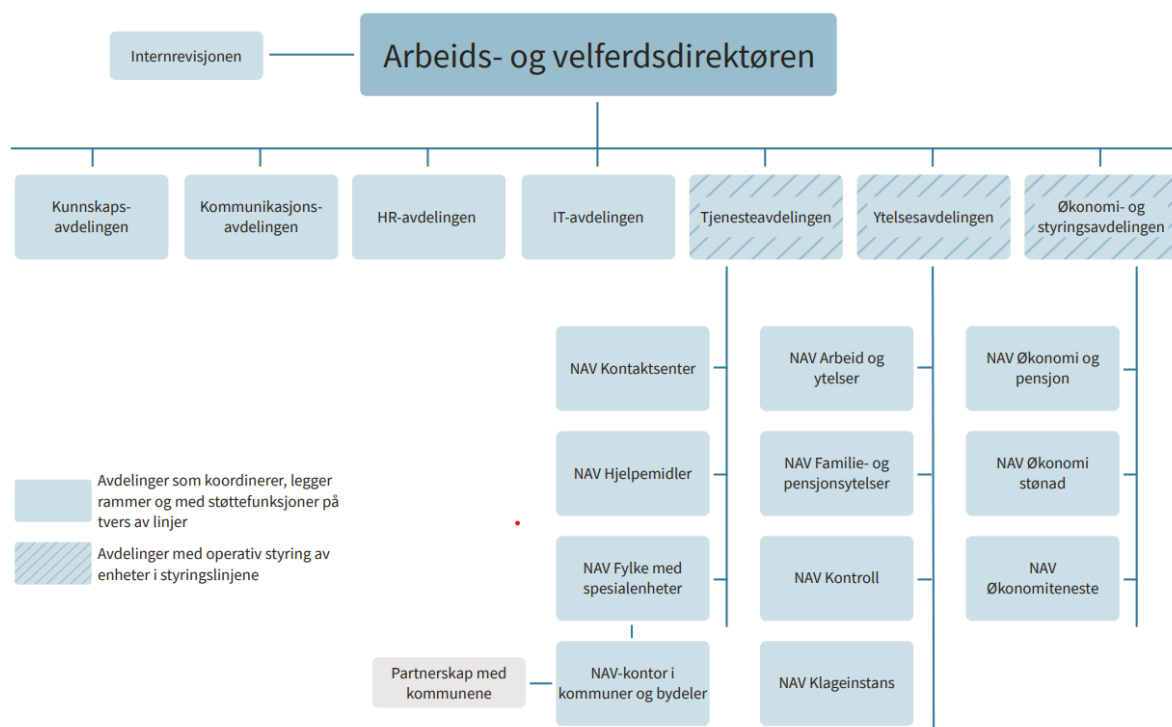 Internrevisjonen
Arbeids- og velferdsdirektøren
Kunnskaps-
avdelingen
Kommunikasjons-
avdelingen
HR-avdelingen
IT-avdelingen
Tjenesteavdelingen
Ytelsesavdelingen
Økonomi- og
styringsavdelingen
NAV Kontaktsenter
NAV Arbeid og
ytelser
NAV Økonomi og
pensjon
NAV Hjelpemidler
NAV Familie- og
pensjonsytelser
NAV Økonomi
stønad
Avdelinger som koordinerer, legger
rammer og med støttefunksjoner på
tvers av linjer
Avdelinger med operativ styring av
enheter i styringslinjene
NAV Fylke med
spesialenheter
NAV Kontroll
NAV
Økonomiteneste
Partnerskap med
kommunene
NAV-kontor i
kommuner og bydeler
NAV Klageinstans